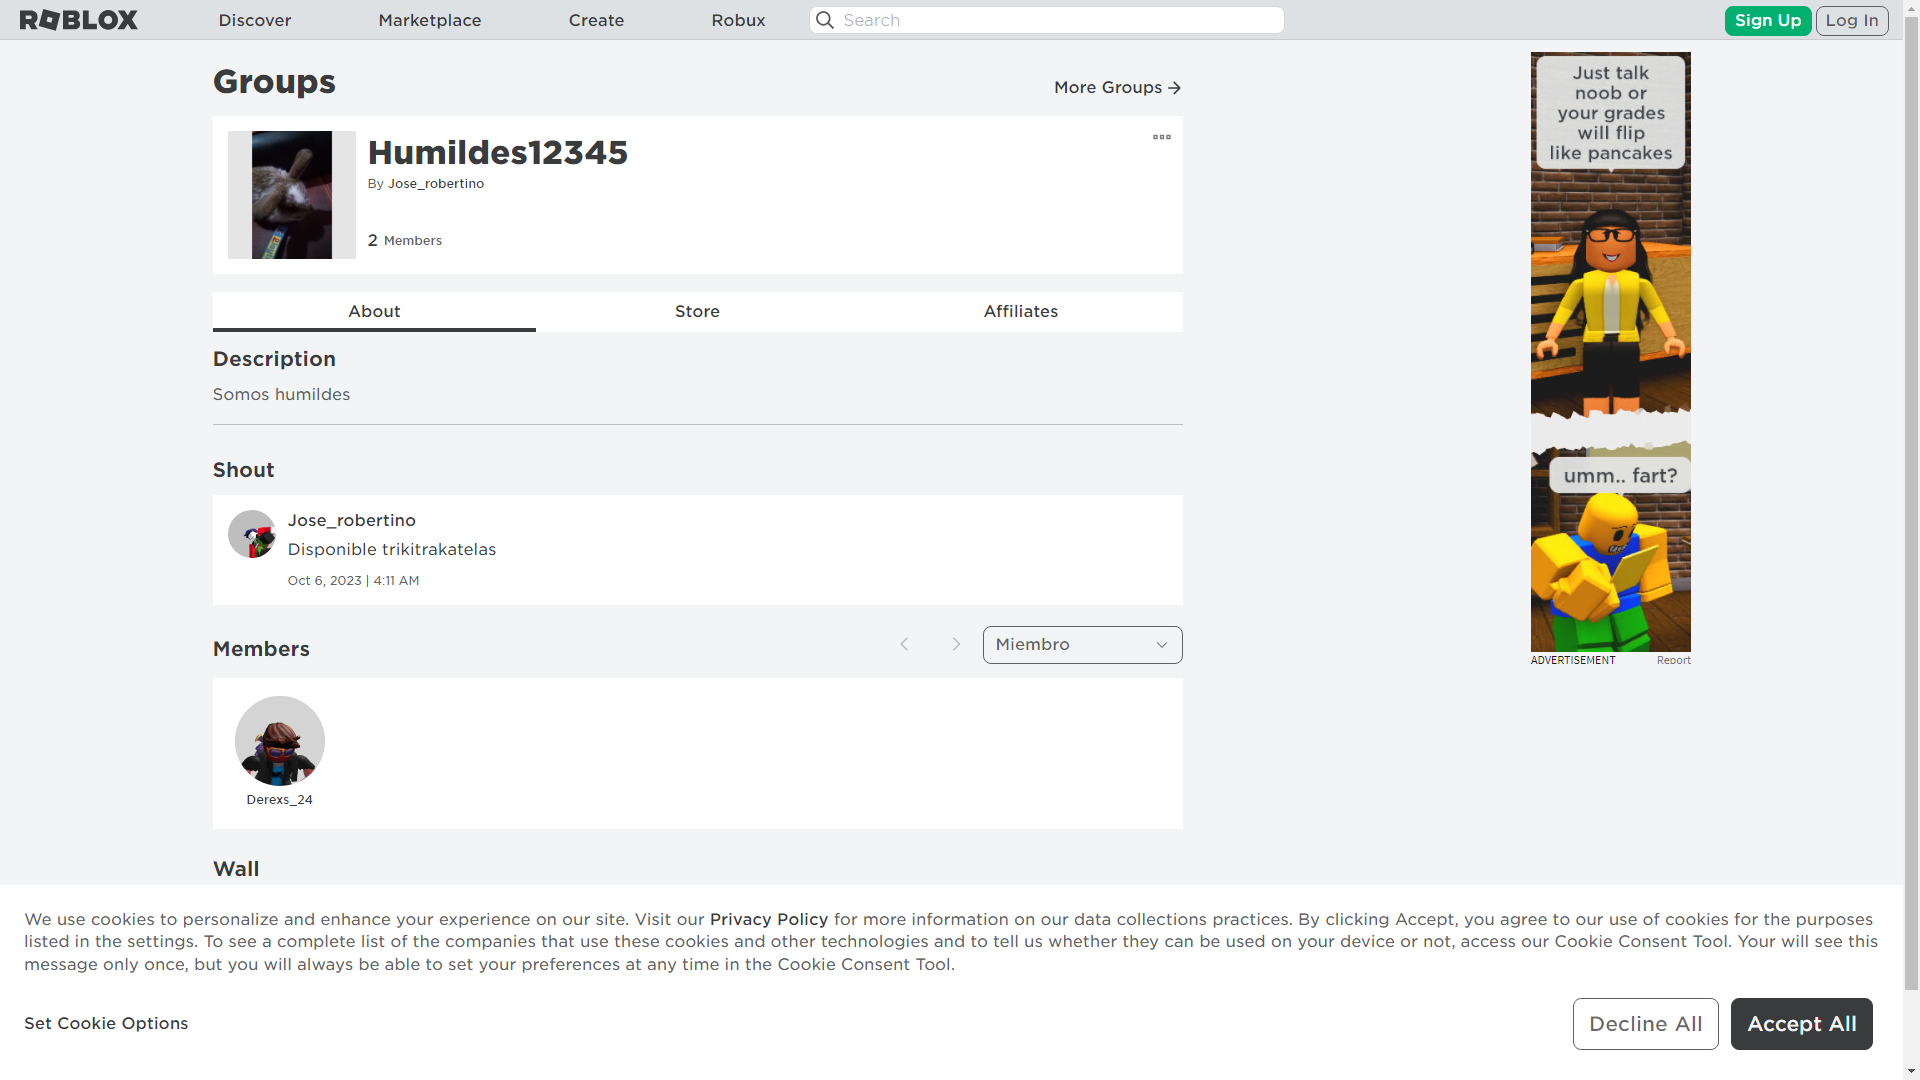 ROBLOX
Discover
Marketplace
Create
Robux
Search
Sign Up
Log In
Groups
More Groups
Humildes12345
By Jose_robertino
2 Members
About
Store
Affiliates
Description
Somos humildes
Shout
Jose_robertino
Disponible trikitrakatelas
Oct 6, 2023 | 4:11 AM
Members
Miembro
Derexs_24
Wall
Just talk
noob or
your grades
will flip
like pancakes
umm.. fart?
ADVERTISEMENT
Report
We use cookies to personalize and enhance your experience on our site. Visit our Privacy Policy for more information on our data collections practices. By clicking Accept, you agree to our use of cookies for the purposes
listed in the settings. To see a complete list of the companies that use these cookies and other technologies and to tell us whether they can be used on your device or not, access our Cookie Consent Tool. Your will see this
message only once, but you will always be able to set your preferences at any time in the Cookie Consent Tool.
Set Cookie Options
Decline All
Accept All